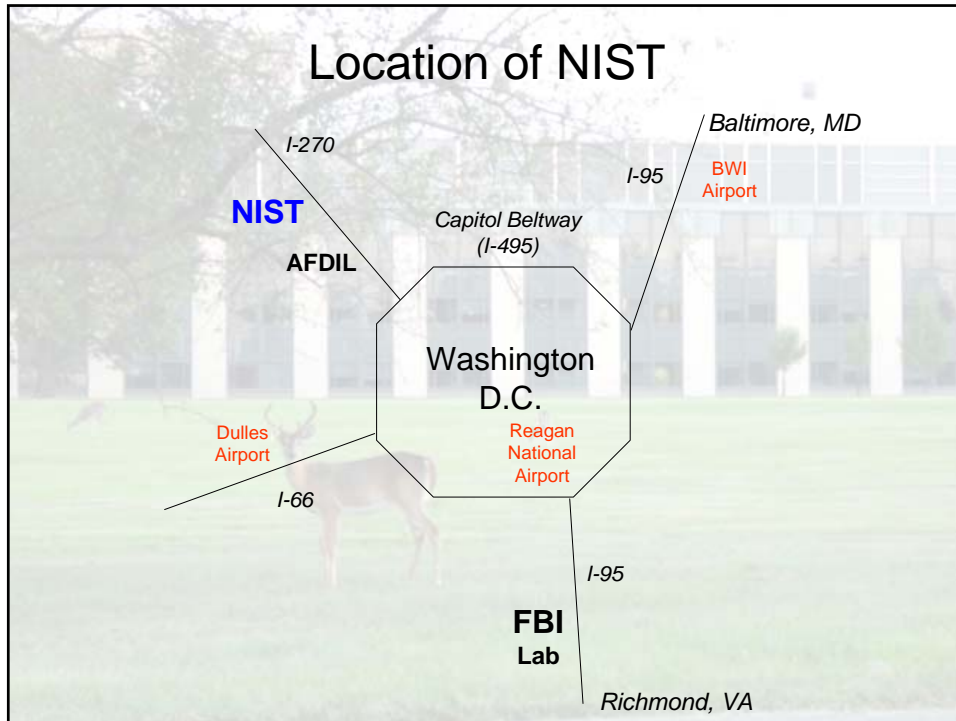 Location of NIST
I-270
Baltimore, MD
I-95
BWI
Airport
NIST
Capitol Beltway
(I-495)
AFDIL
Washington
D.C.
Dulles
Airport
Reagan
National
Airport
I-66
I-95
FBI
Lab
Richmond, VA